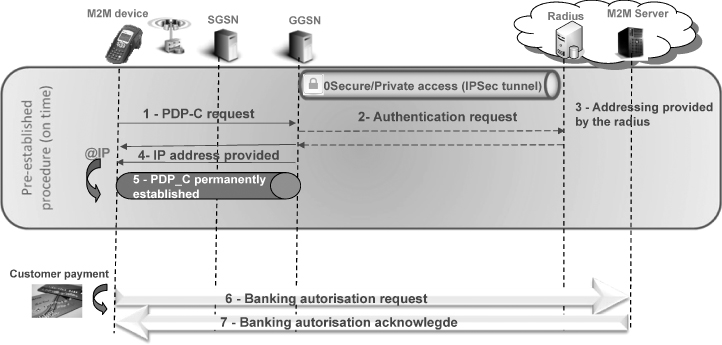 M2M device
SGSN
GGSN
Radius
M2M Server
0Secure/Private access (IPSec tunnel)
1 - PDP-C request
2- Authentication request
3 - Addressing provided
by the radius
4- IP address provided
@IP
5 - PDP_C permanently
established
Pre-established
procedure (on time)
Customer payment
6 - Banking autorisation request
7 - Banking autorisation acknowlegde